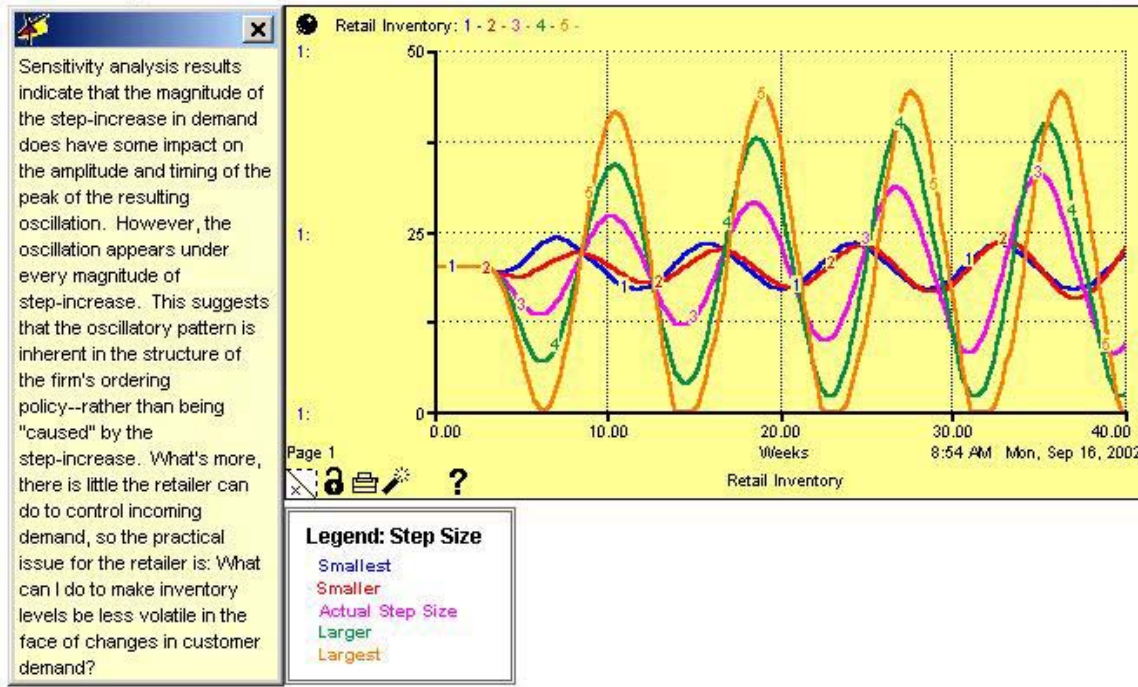 Sensitivity analysis results
indicate that the magnitude of
the step-increase in demand
does have some impact on
the amplitude and timing of the
peak of the resulting
oscillation. However, the
oscillation appears under
every magnitude of
step-increase. This suggests
that the oscillatory pattern is
inherent in the structure of
the firm's ordering
policy--rather than being
"caused" by the
step-increase. What's more,
there is little the retailer can
do to control incoming
demand, so the practical
issue for the retailer is: What
can I do to make inventory
levels be less volatile in the
face of changes in customer
demand?
Retail Inventory: 1 - 2 - 3 - 4 - 5 -
1: 50
1: 25
1: 0
0.00 10.00 20.00 30.00 40.00
Page 1 Weeks 8:54 AM Mon, Sep 16, 2002
? Retail Inventory
Legend: Step Size
Smallest
Smaller
Actual Step Size
Larger
Largest